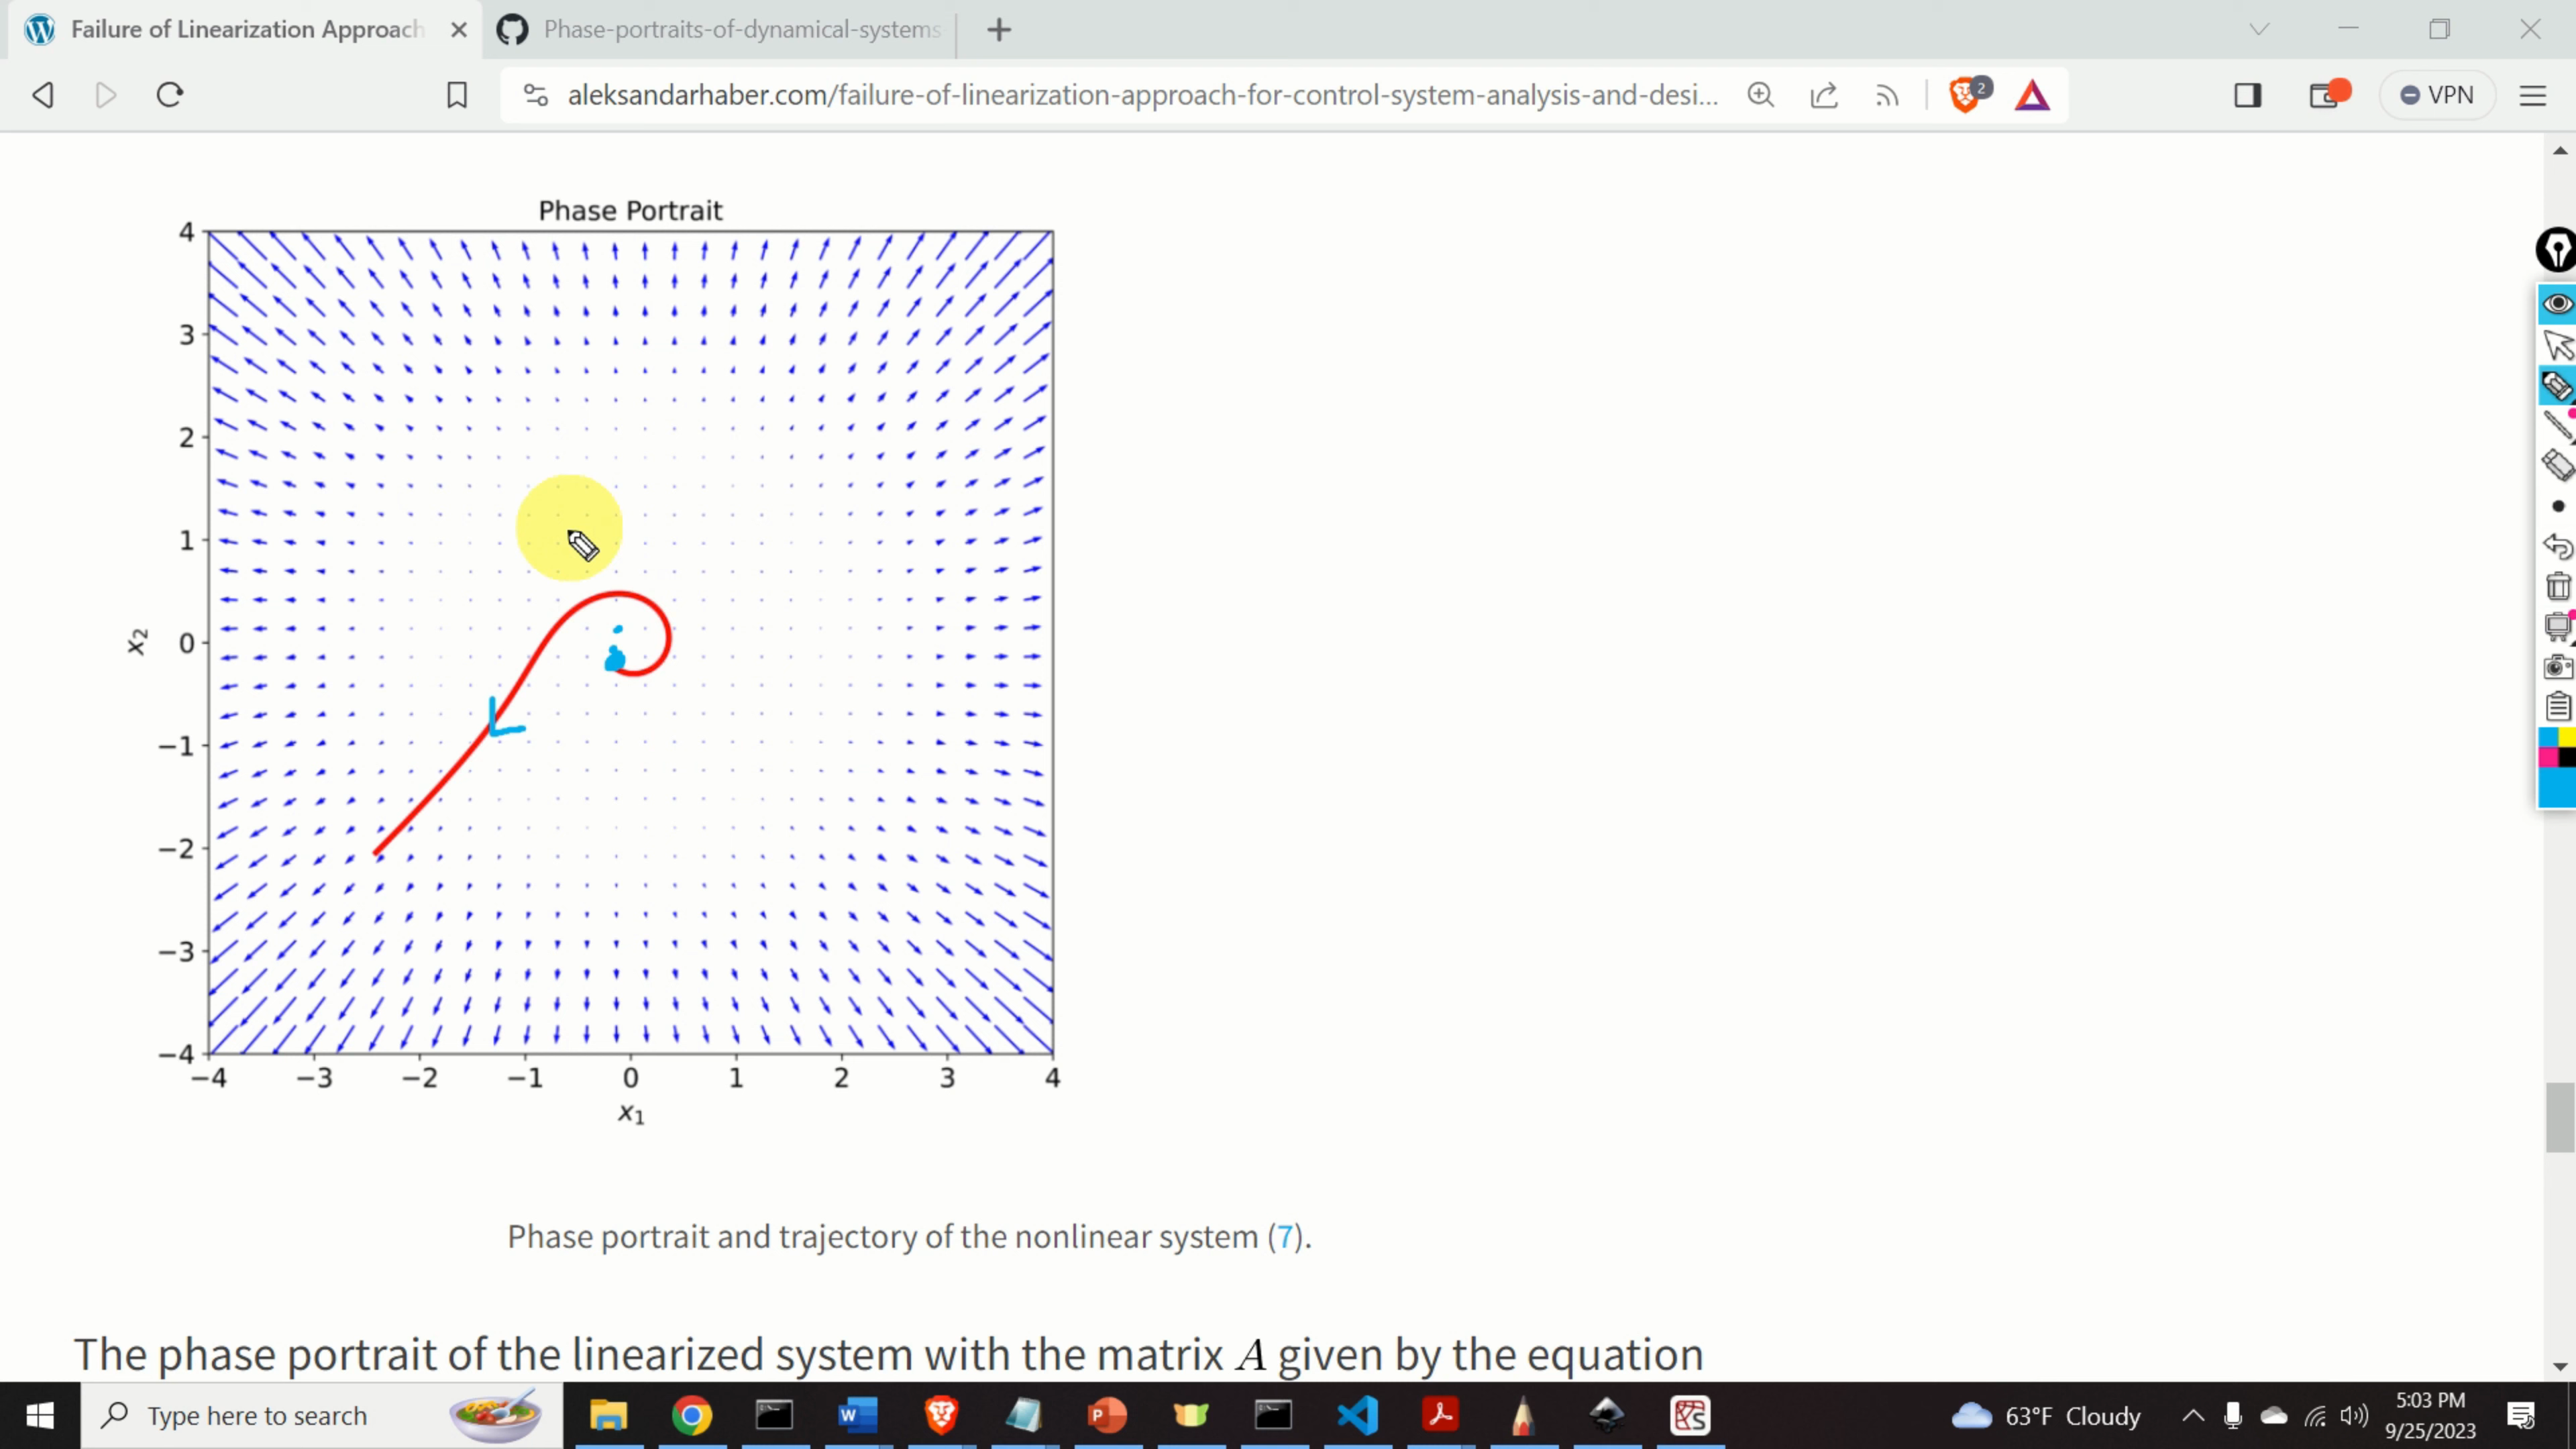 Failure of Linearization Approach
Phase-portraits-of-dynamical-systems
aleksandarhaber.com/failure-of-linearization-approach-for-control-system-analysis-and-desi...
2
VPN
Phase Portrait
4
3
2
1
0
−1
−2
−3
−4
x₂
−4 −3 −2 −1 0 1 2 3 4
x₁
Phase portrait and trajectory of the nonlinear system (7).
The phase portrait of the linearized system with the matrix A given by the equation
Type here to search
63°F Cloudy
5:03 PM
9/25/2023